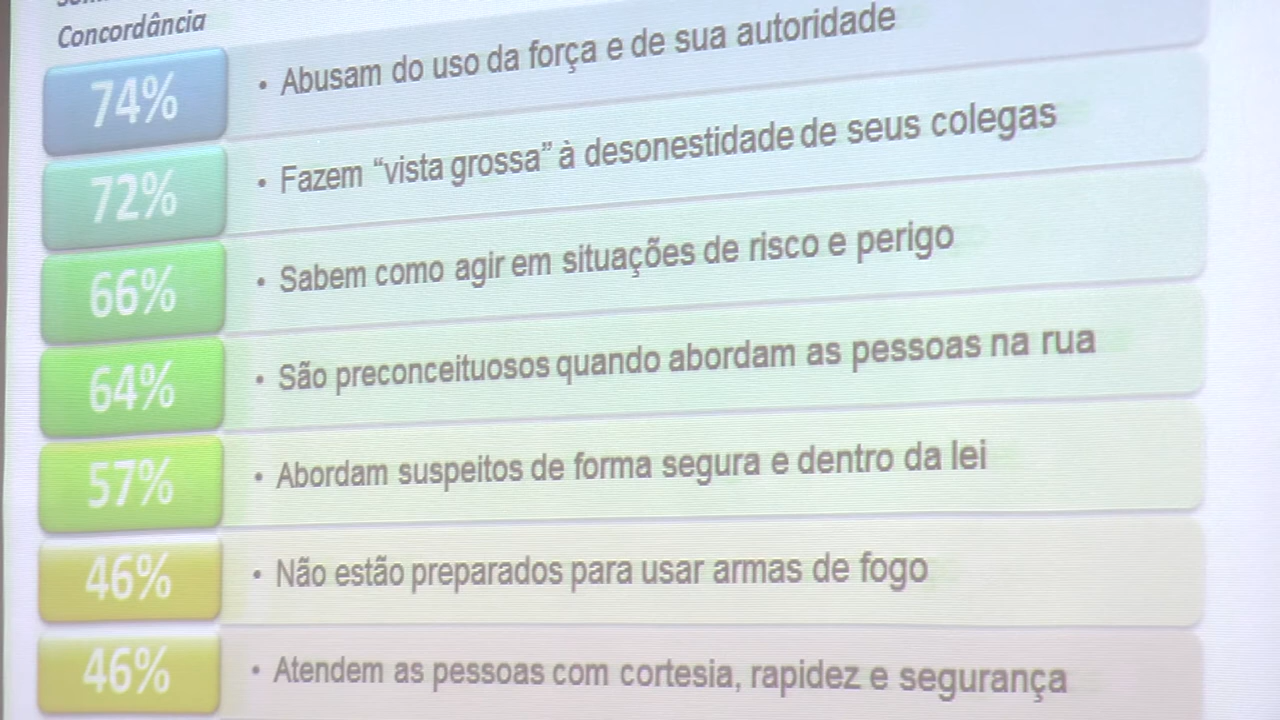 Concordância
74% • Abusam do uso da força e de sua autoridade
72% • Fazem “vista grossa” à desonestidade de seus colegas
66% • Sabem como agir em situações de risco e perigo
64% • São preconceituosos quando abordam as pessoas na rua
57% • Abordam suspeitos de forma segura e dentro da lei
46% • Não estão preparados para usar armas de fogo
46% • Atendem as pessoas com cortesia, rapidez e segurança